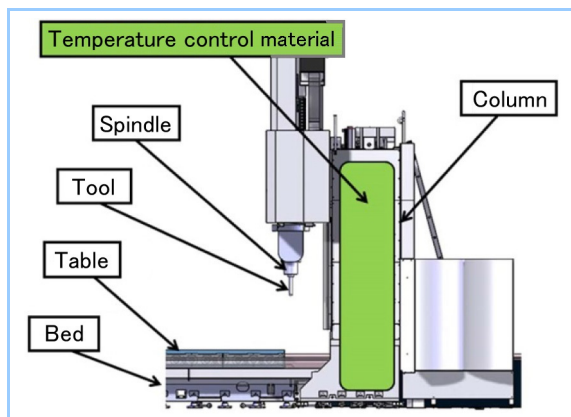 Temperature control material
Column
Spindle
Tool
Table
Bed